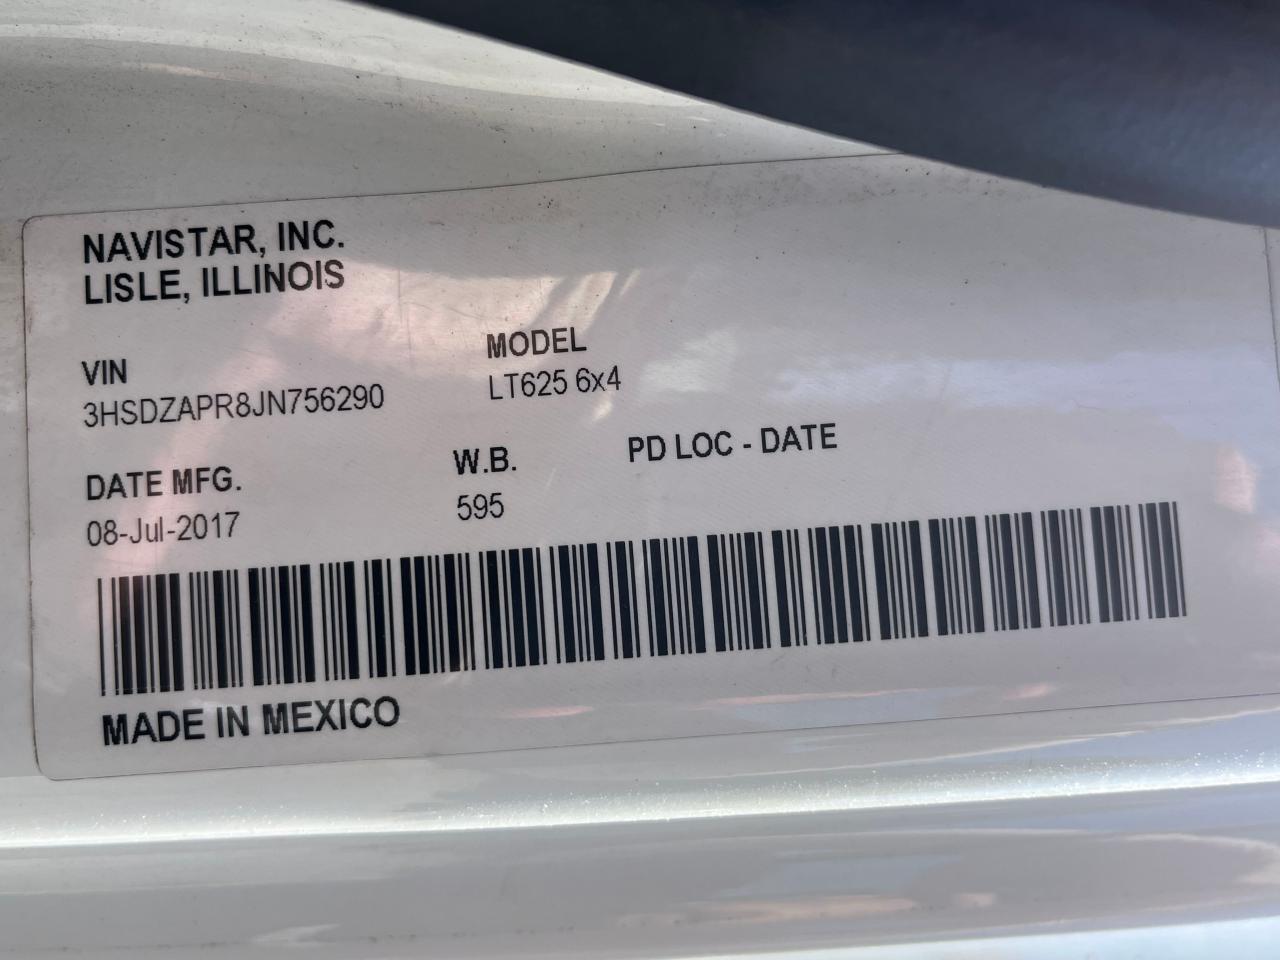 NAVISTAR, INC.
LISLE, ILLINOIS
VIN
3HSDZAPR8JN756290
MODEL
LT625 6x4
DATE MFG.
08-Jul-2017
W.B.
595
PD LOC - DATE
MADE IN MEXICO